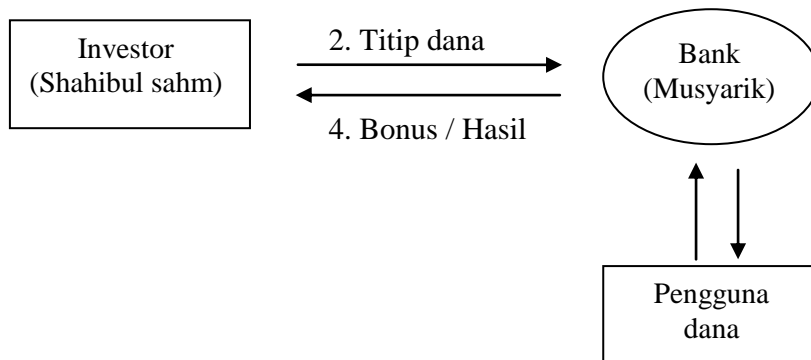 Investor
(Shahibul sahm)
2. Titip dana
4. Bonus / Hasil
Bank
(Musyarik)
Pengguna
dana